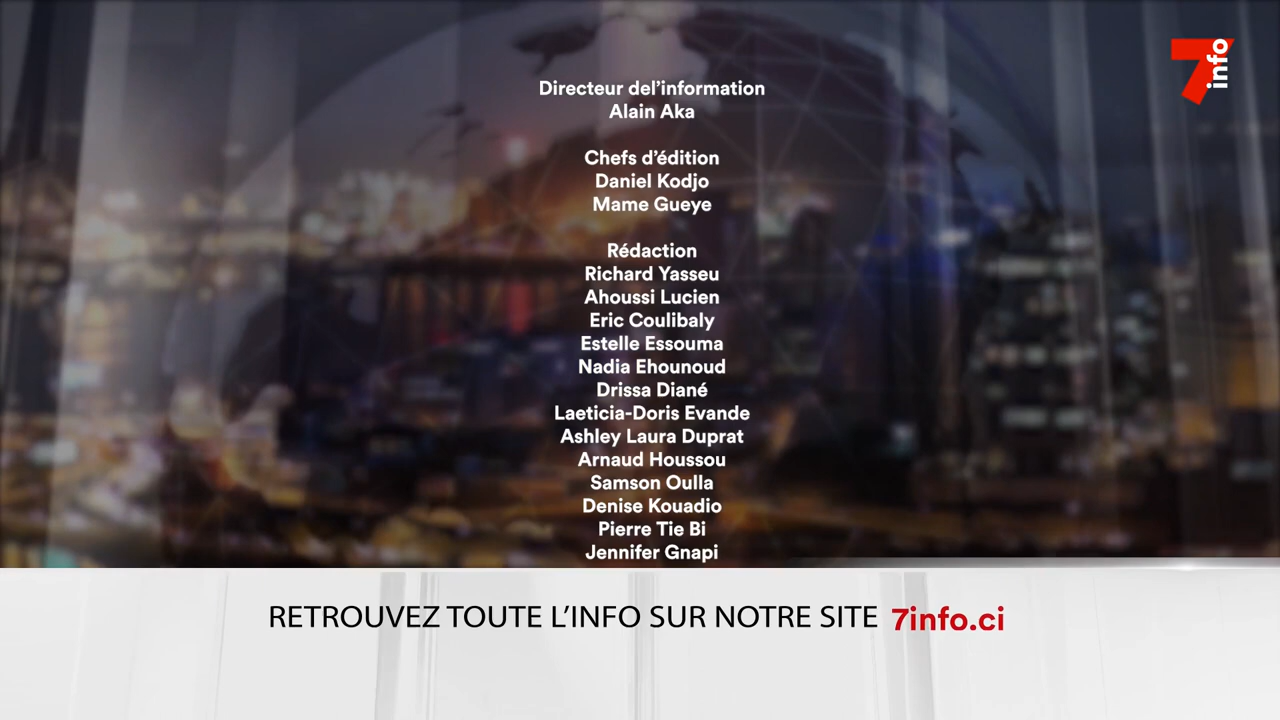 7info
Directeur del’information
Alain Aka
Chefs d’édition
Daniel Kodjo
Mame Gueye
Rédaction
Richard Yasseu
Ahoussi Lucien
Eric Coulibaly
Estelle Essouma
Nadia Ehounoud
Drissa Diané
Laeticia-Doris Evande
Ashley Laura Duprat
Arnaud Houssou
Samson Oulla
Denise Kouadio
Pierre Tie Bi
Jennifer Gnapi
RETROUVEZ TOUTE L’INFO SUR NOTRE SITE 7info.ci